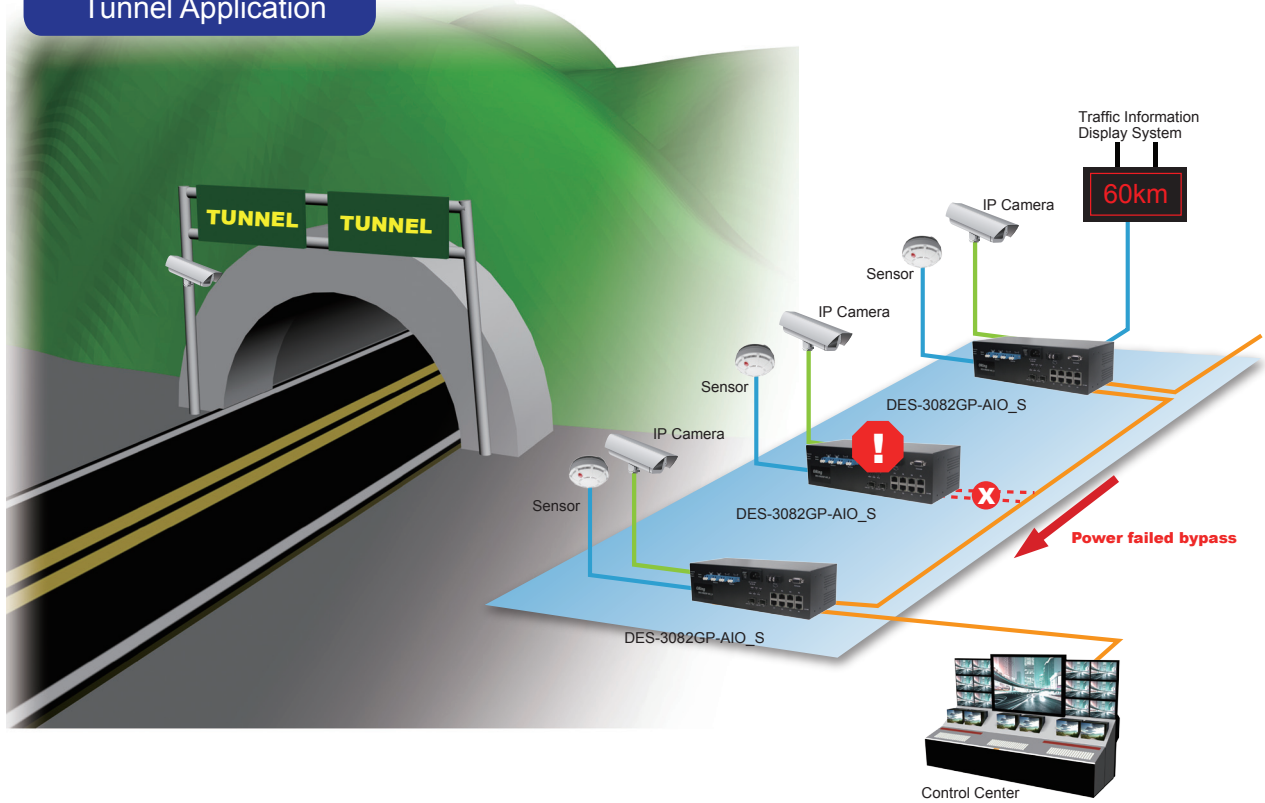 Tunnel Application
TUNNEL
TUNNEL
Traffic Information
Display System
60km
IP Camera
Sensor
DES-3082GP-AIO_S
IP Camera
Sensor
!
DES-3082GP-AIO_S
X
Power failed bypass
IP Camera
Sensor
DES-3082GP-AIO_S
Control Center